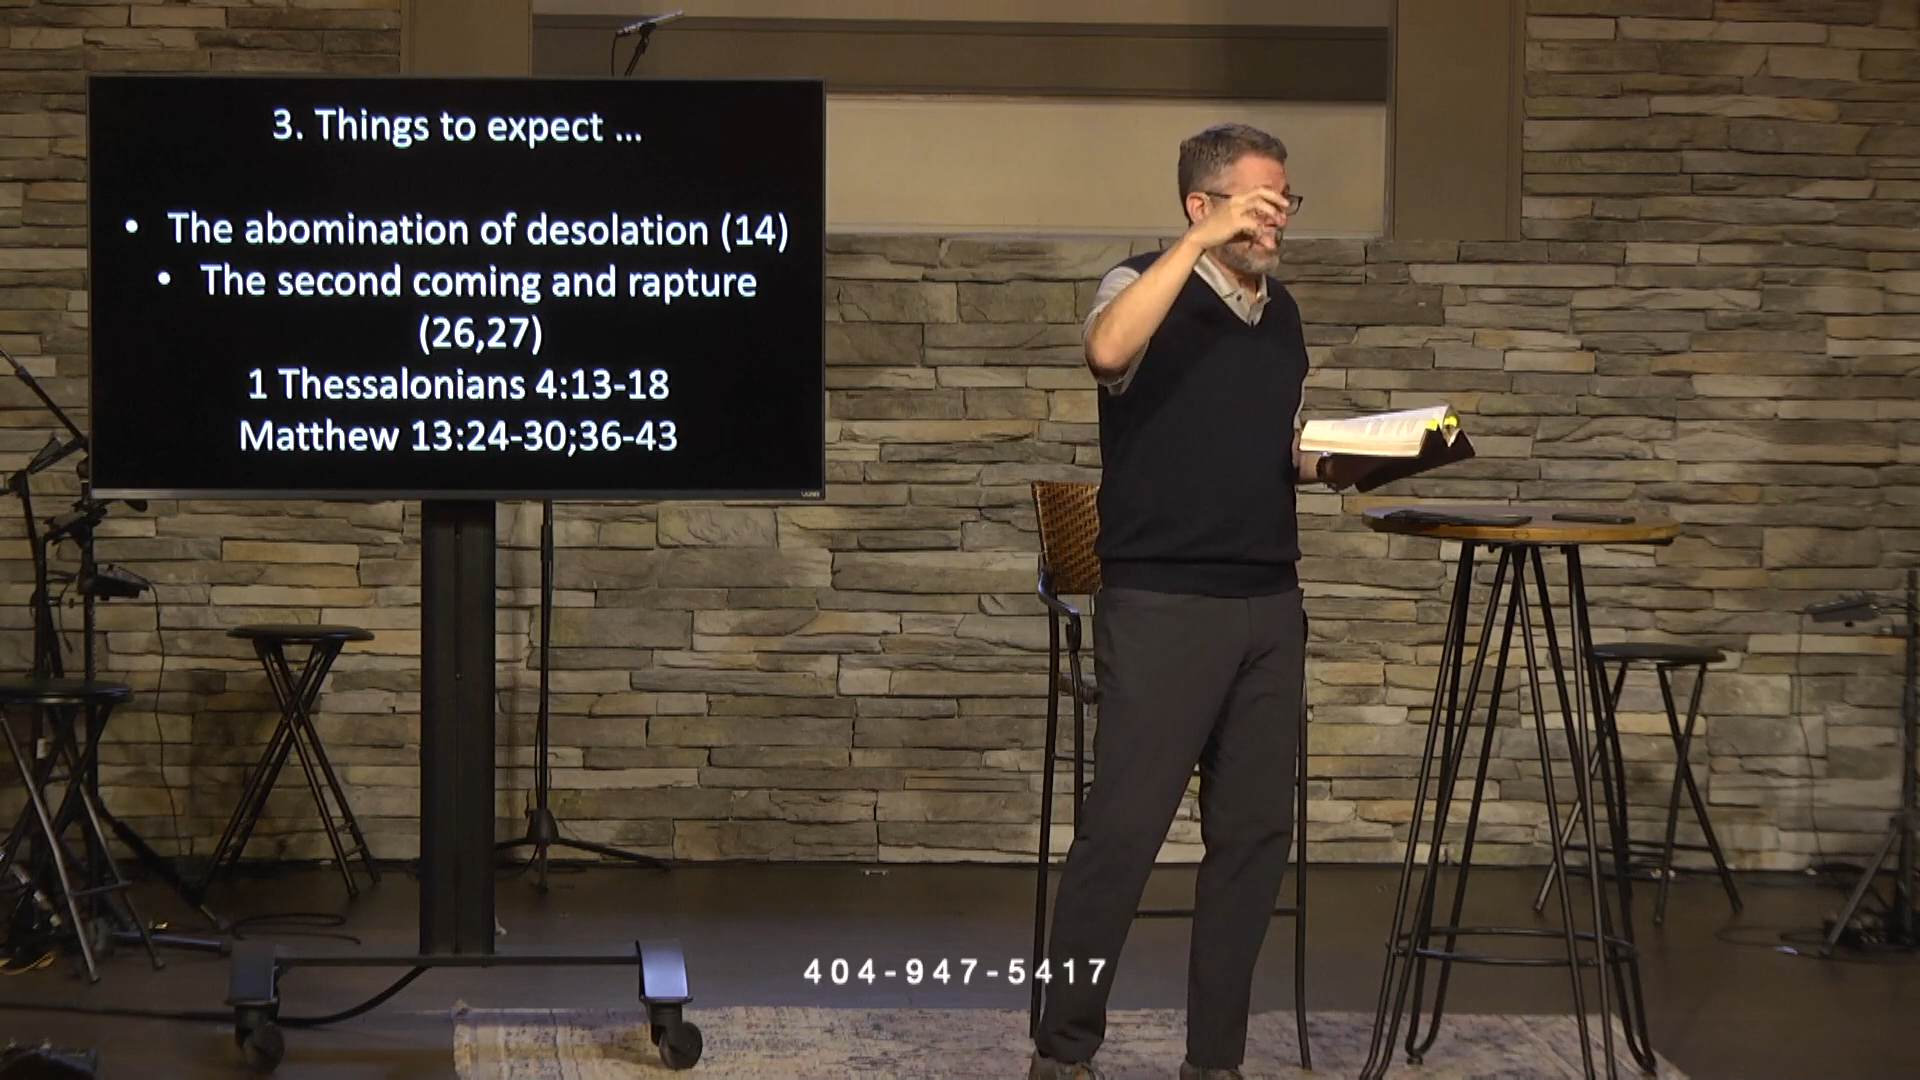 3. Things to expect ...
• The abomination of desolation (14)
• The second coming and rapture
(26,27)
1 Thessalonians 4:13-18
Matthew 13:24-30;36-43
404-947-5417